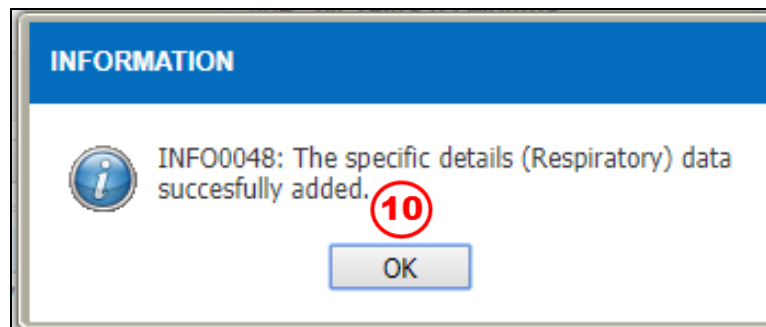 INFORMATION
INFO0048: The specific details (Respiratory) data
succesfully added.
10
OK